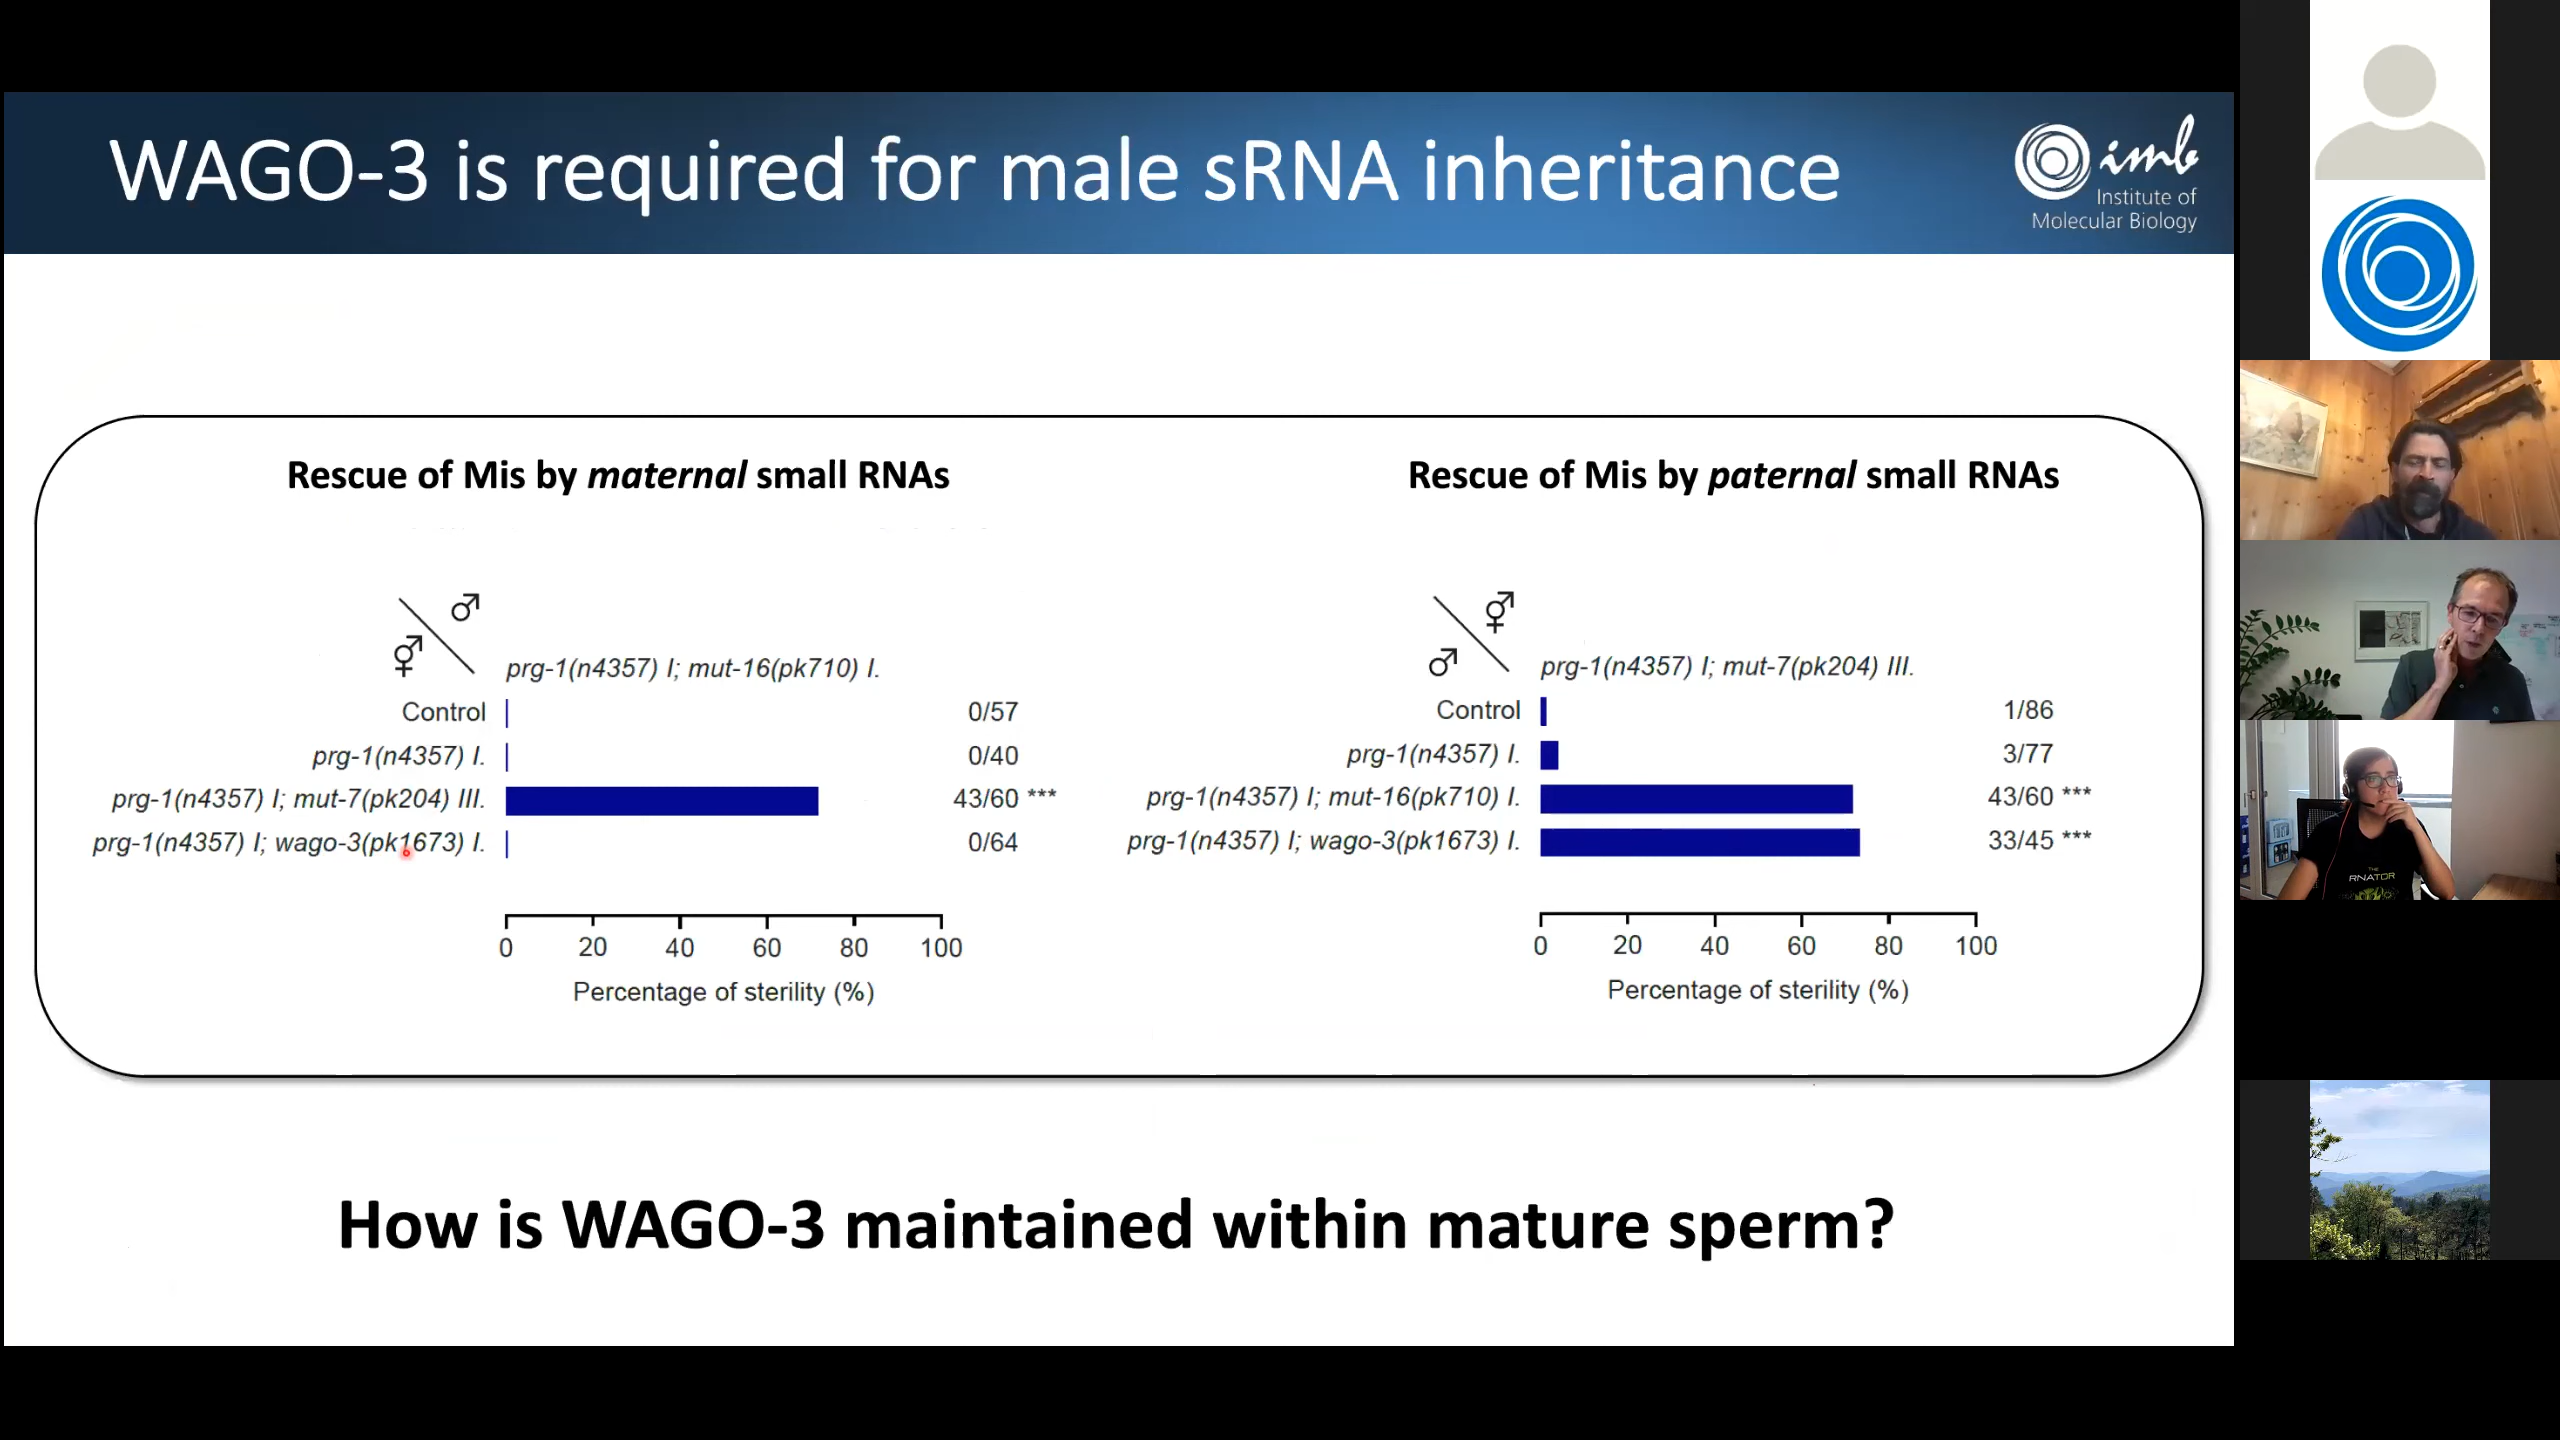 WAGO-3 is required for male sRNA inheritance
imb
Institute of
Molecular Biology
Rescue of Mis by maternal small RNAs
♂
⚥
prg-1(n4357) I; mut-16(pk710) I.
Control 0/57
prg-1(n4357) I. 0/40
prg-1(n4357) I; mut-7(pk204) III. 43/60 ***
prg-1(n4357) I; wago-3(pk1673) I. 0/64
0 20 40 60 80 100
Percentage of sterility (%)
Rescue of Mis by paternal small RNAs
⚥
♂
prg-1(n4357) I; mut-7(pk204) III.
Control 1/86
prg-1(n4357) I. 3/77
prg-1(n4357) I; mut-16(pk710) I. 43/60 ***
prg-1(n4357) I; wago-3(pk1673) I. 33/45 ***
0 20 40 60 80 100
Percentage of sterility (%)
How is WAGO-3 maintained within mature sperm?
THE
RNATOR